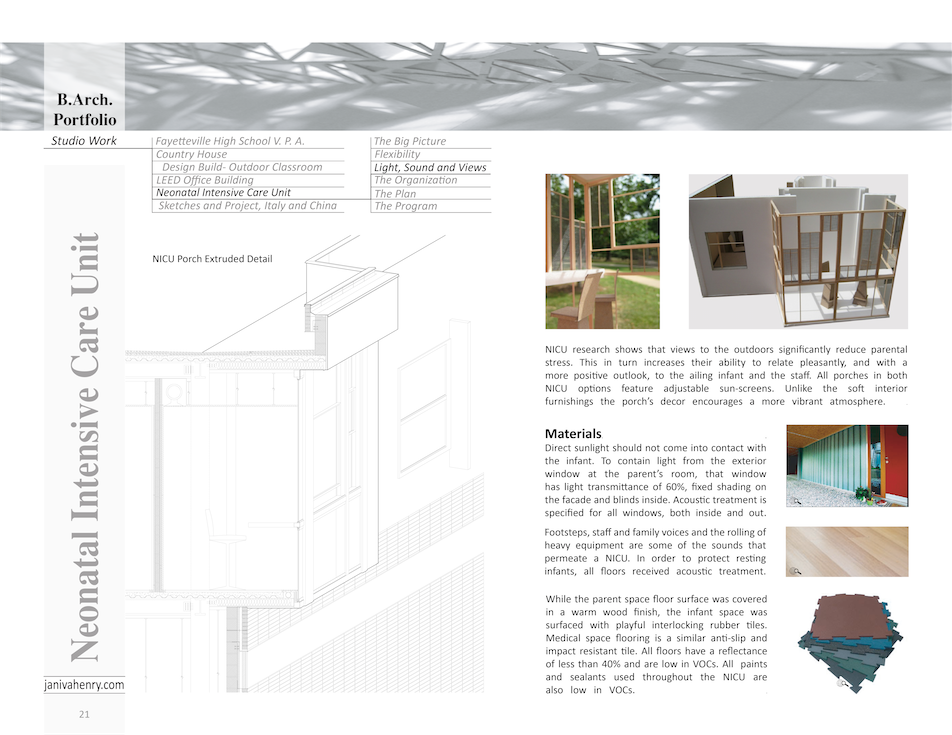 B.Arch.
Portfolio
Studio Work
Fayetteville High School V. P. A.
Country House
Design Build- Outdoor Classroom
LEED Office Building
Neonatal Intensive Care Unit
Sketches and Project, Italy and China
The Big Picture
Flexibility
Light, Sound and Views
The Organization
The Plan
The Program
Neonatal Intensive Care Unit
NICU Porch Extruded Detail
NICU research shows that views to the outdoors significantly reduce parental
stress. This in turn increases their ability to relate pleasantly, and with a
more positive outlook, to the ailing infant and the staff. All porches in both
NICU options feature adjustable sun-screens. Unlike the soft interior
furnishings the porch's decor encourages a more vibrant atmosphere.
Materials
Direct sunlight should not come into contact with
the infant. To contain light from the exterior
window at the parent's room, that window
has light transmittance of 60%, fixed shading on
the facade and blinds inside. Acoustic treatment is
specified for all windows, both inside and out.
Footsteps, staff and family voices and the rolling of
heavy equipment are some of the sounds that
permeate a NICU. In order to protect resting
infants, all floors received acoustic treatment.
While the parent space floor surface was covered
in a warm wood finish, the infant space was
surfaced with playful interlocking rubber tiles.
Medical space flooring is a similar anti-slip and
impact resistant tile. All floors have a reflectance
of less than 40% and are low in VOCs. All paints
and sealants used throughout the NICU are
also low in VOCs.
janivahenry.com
21